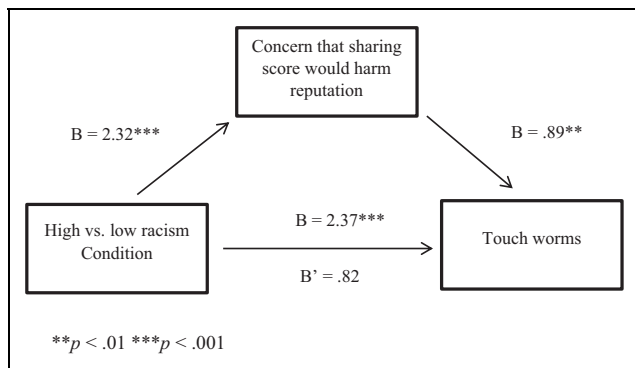 Concern that sharing
score would harm
reputation
B = 2.32***
B = .89**
High vs. low racism
Condition
B = 2.37***
B’ = .82
Touch worms
**p < .01 ***p < .001